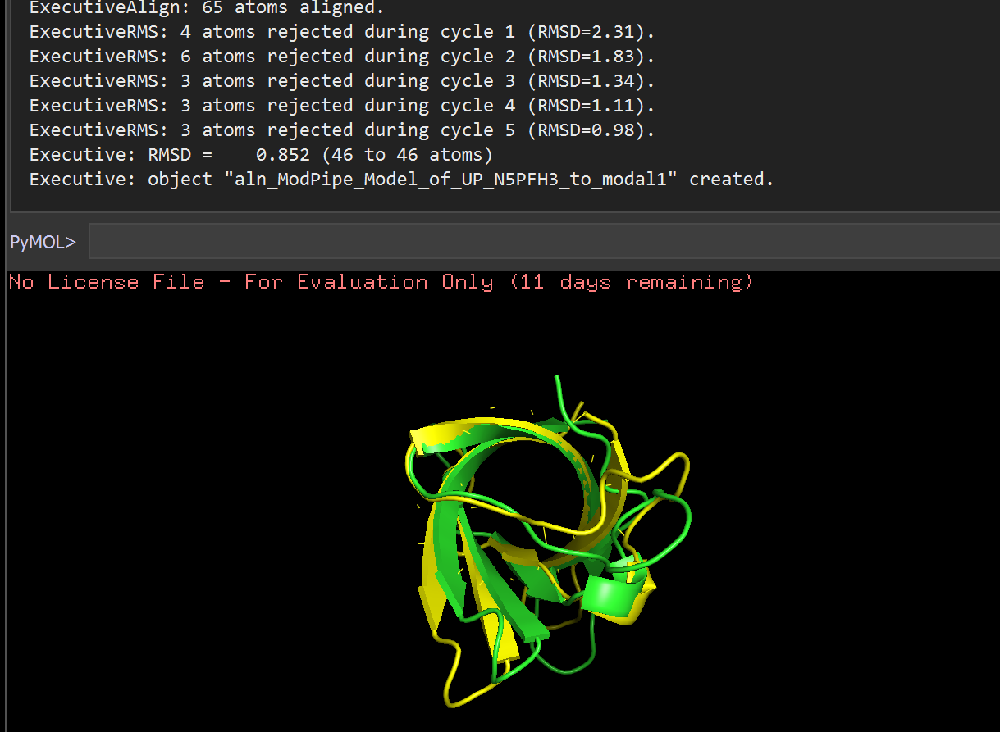 ExecutiveAlign: 65 atoms aligned.
ExecutiveRMS: 4 atoms rejected during cycle 1 (RMSD=2.31).
ExecutiveRMS: 6 atoms rejected during cycle 2 (RMSD=1.83).
ExecutiveRMS: 3 atoms rejected during cycle 3 (RMSD=1.34).
ExecutiveRMS: 3 atoms rejected during cycle 4 (RMSD=1.11).
ExecutiveRMS: 3 atoms rejected during cycle 5 (RMSD=0.98).
Executive: RMSD =    0.852 (46 to 46 atoms)
Executive: object "aln_ModPipe_Model_of_UP_N5PFH3_to_modal1" created.
PyMOL>
No License File - For Evaluation Only (11 days remaining)